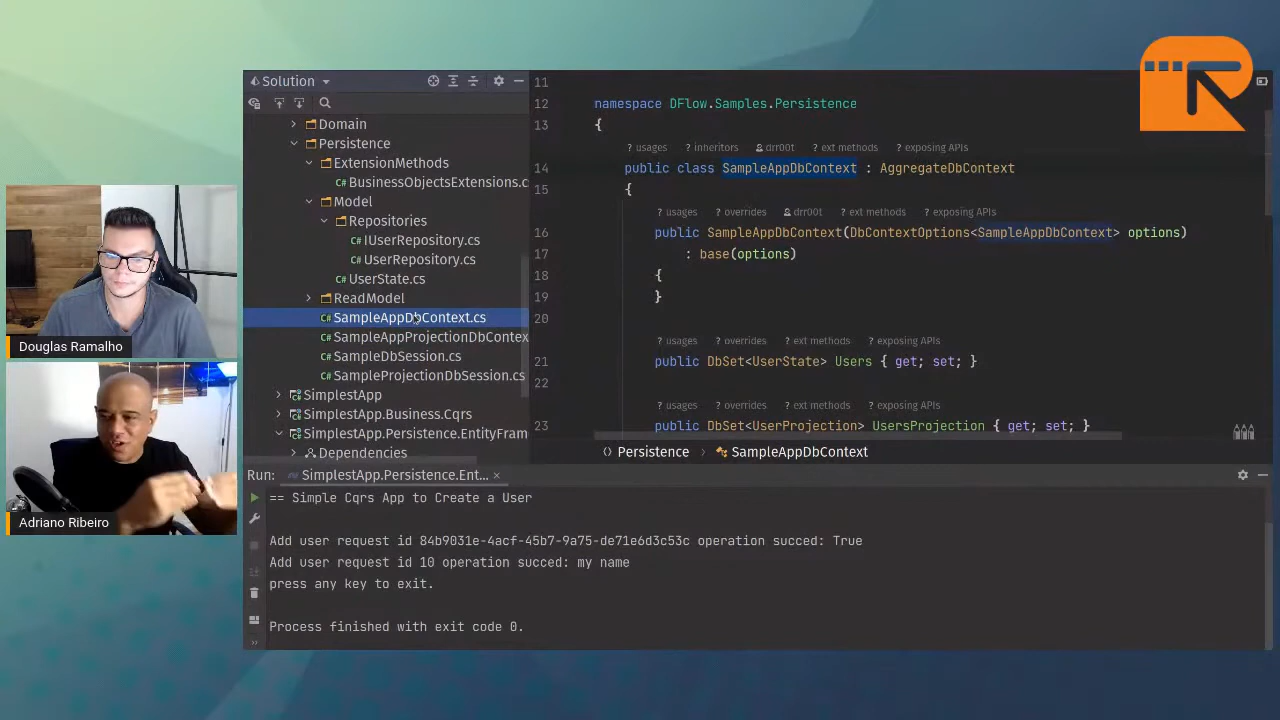 Solution
Domain
Persistence
ExtensionMethods
C# BusinessObjectsExtensions.c
Model
Repositories
C# IUserRepository.cs
C# UserRepository.cs
C# UserState.cs
ReadModel
C# SampleAppDbContext.cs
C# SampleAppProjectionDbContex
C# SampleDbSession.cs
C# SampleProjectionDbSession.cs
SimplestApp
SimplestApp.Business.Cqrs
SimplestApp.Persistence.EntityFram
Dependencies
11
12 namespace DFlow.Samples.Persistence
13 {
usages inheritors drr00t ext methods exposing APIs
14 public class SampleAppDbContext : AggregateDbContext
15 {
usages overrides drr00t ext methods exposing APIs
16 public SampleAppDbContext(DbContextOptions<SampleAppDbContext> options)
17 : base(options)
18 {
19 }
20
usages overrides ext methods exposing APIs
21 public DbSet<UserState> Users { get; set; }
22
usages overrides ext methods exposing APIs
23 public DbSet<UserProjection> UsersProjection { get; set; }
() Persistence > SampleAppDbContext
Run: SimplestApp.Persistence.Ent... ×
== Simple Cqrs App to Create a User
Add user request id 84b9031e-4acf-45b7-9a75-de71e6d3c53c operation succed: True
Add user request id 10 operation succed: my name
press any key to exit.
Process finished with exit code 0.
Douglas Ramalho
Adriano Ribeiro
R